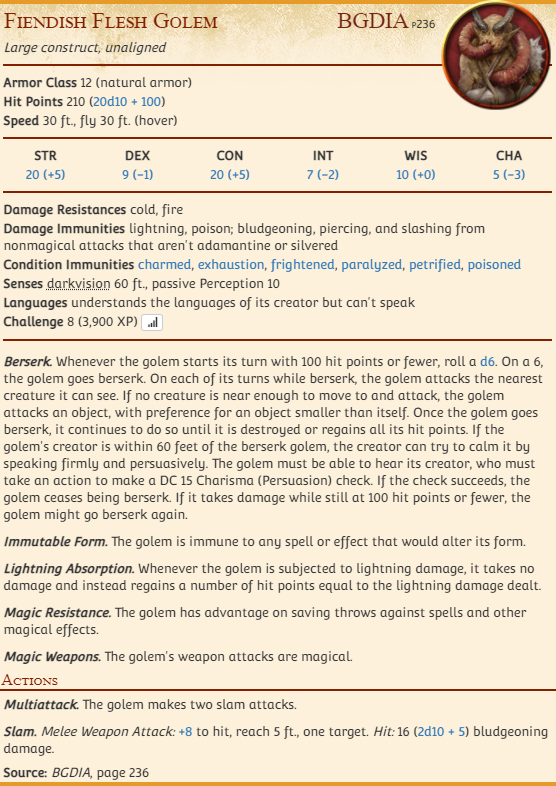 Fiendish Flesh Golem BGDIA P236
Large construct, unaligned
Armor Class 12 (natural armor)
Hit Points 210 (20d10 + 100)
Speed 30 ft., fly 30 ft. (hover)
STR DEX CON INT WIS CHA
20 (+5) 9 (−1) 20 (+5) 7 (−2) 10 (+0) 5 (−3)
Damage Resistances cold, fire
Damage Immunities lightning, poison; bludgeoning, piercing, and slashing from
nonmagical attacks that aren't adamantine or silvered
Condition Immunities charmed, exhaustion, frightened, paralyzed, petrified, poisoned
Senses darkvision 60 ft., passive Perception 10
Languages understands the languages of its creator but can't speak
Challenge 8 (3,900 XP)
Berserk. Whenever the golem starts its turn with 100 hit points or fewer, roll a d6. On a 6,
the golem goes berserk. On each of its turns while berserk, the golem attacks the nearest
creature it can see. If no creature is near enough to move to and attack, the golem
attacks an object, with preference for an object smaller than itself. Once the golem goes
berserk, it continues to do so until it is destroyed or regains all its hit points. If the
golem's creator is within 60 feet of the berserk golem, the creator can try to calm it by
speaking firmly and persuasively. The golem must be able to hear its creator, who must
take an action to make a DC 15 Charisma (Persuasion) check. If the check succeeds, the
golem ceases being berserk. If it takes damage while still at 100 hit points or fewer, the
golem might go berserk again.
Immutable Form. The golem is immune to any spell or effect that would alter its form.
Lightning Absorption. Whenever the golem is subjected to lightning damage, it takes no
damage and instead regains a number of hit points equal to the lightning damage dealt.
Magic Resistance. The golem has advantage on saving throws against spells and other
magical effects.
Magic Weapons. The golem's weapon attacks are magical.
Actions
Multiattack. The golem makes two slam attacks.
Slam. Melee Weapon Attack: +8 to hit, reach 5 ft., one target. Hit: 16 (2d10 + 5) bludgeoning
damage.
Source: BGDIA, page 236